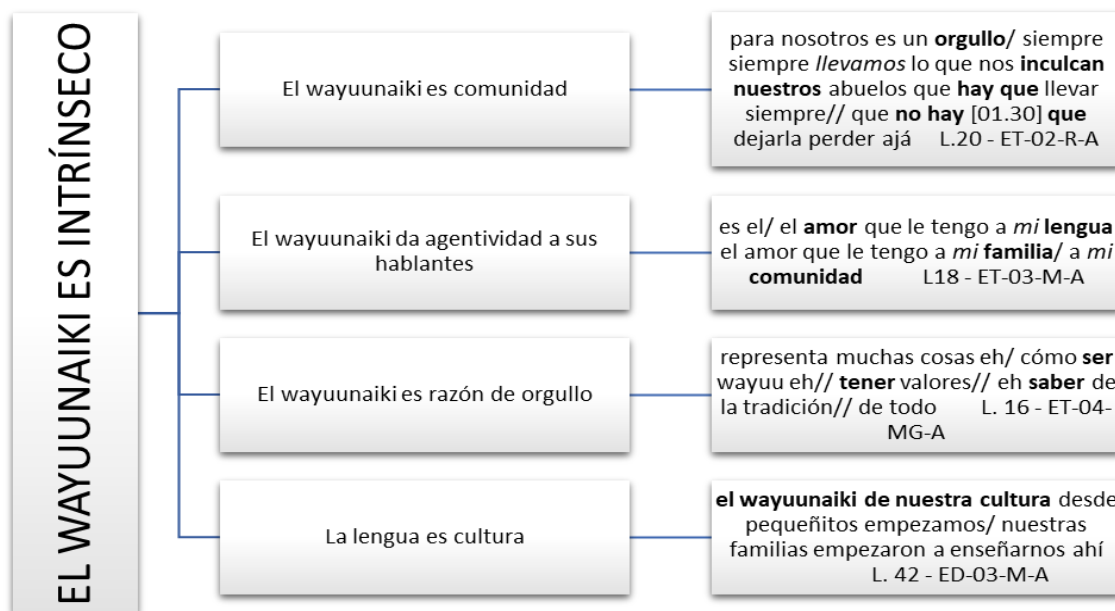 EL WAYUUNAIKI ES INTRÍNSECO
El wayuunaiki es comunidad
para nosotros es un orgullo/ siempre
siempre llevamos lo que nos inculcan
nuestros abuelos que hay que llevar
siempre// que no hay [01.30] que
dejarla perder ajá L.20 - ET-02-R-A
El wayuunaiki da agentividad a sus
hablantes
es el/ el amor que le tengo a mi lengua
el amor que le tengo a mi familia/ a mi
comunidad L18 - ET-03-M-A
El wayuunaiki es razón de orgullo
representa muchas cosas eh/ cómo ser
wayuu eh// tener valores// eh saber de
la tradición// de todo L. 16 - ET-04-
MG-A
La lengua es cultura
el wayuunaiki de nuestra cultura desde
pequeñitos empezamos/ nuestras
familias empezaron a enseñarnos ahí
L. 42 - ED-03-M-A